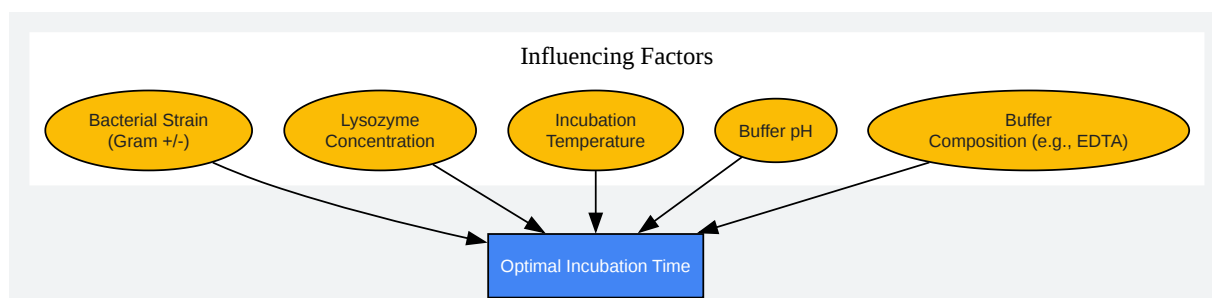 Influencing Factors
Bacterial Strain
(Gram +/-)
Lysozyme
Concentration
Incubation
Temperature
Buffer pH
Buffer
Composition (e.g., EDTA)
Optimal Incubation Time